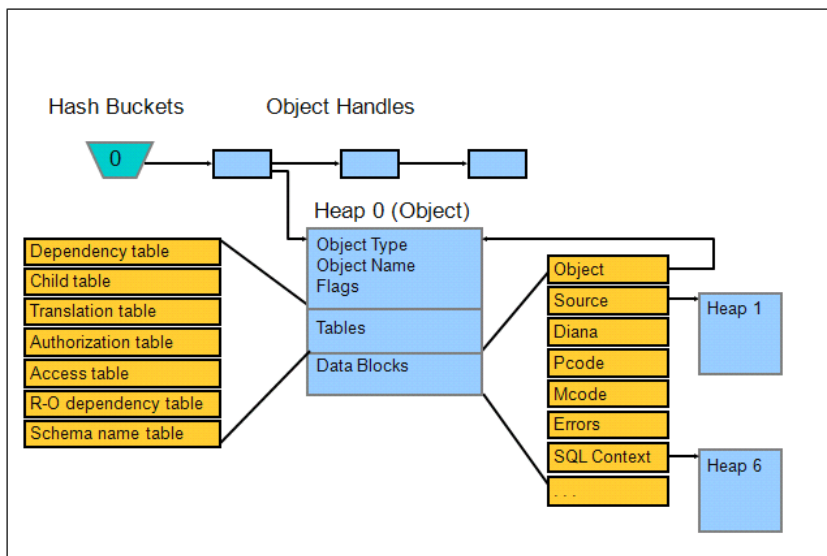 Hash Buckets
Object Handles
0
Heap 0 (Object)
Object Type
Object Name
Flags
Tables
Data Blocks
Dependency table
Child table
Translation table
Authorization table
Access table
R-O dependency table
Schema name table
Object
Source
Diana
Pcode
Mcode
Errors
SQL Context
. . .
Heap 1
Heap 6